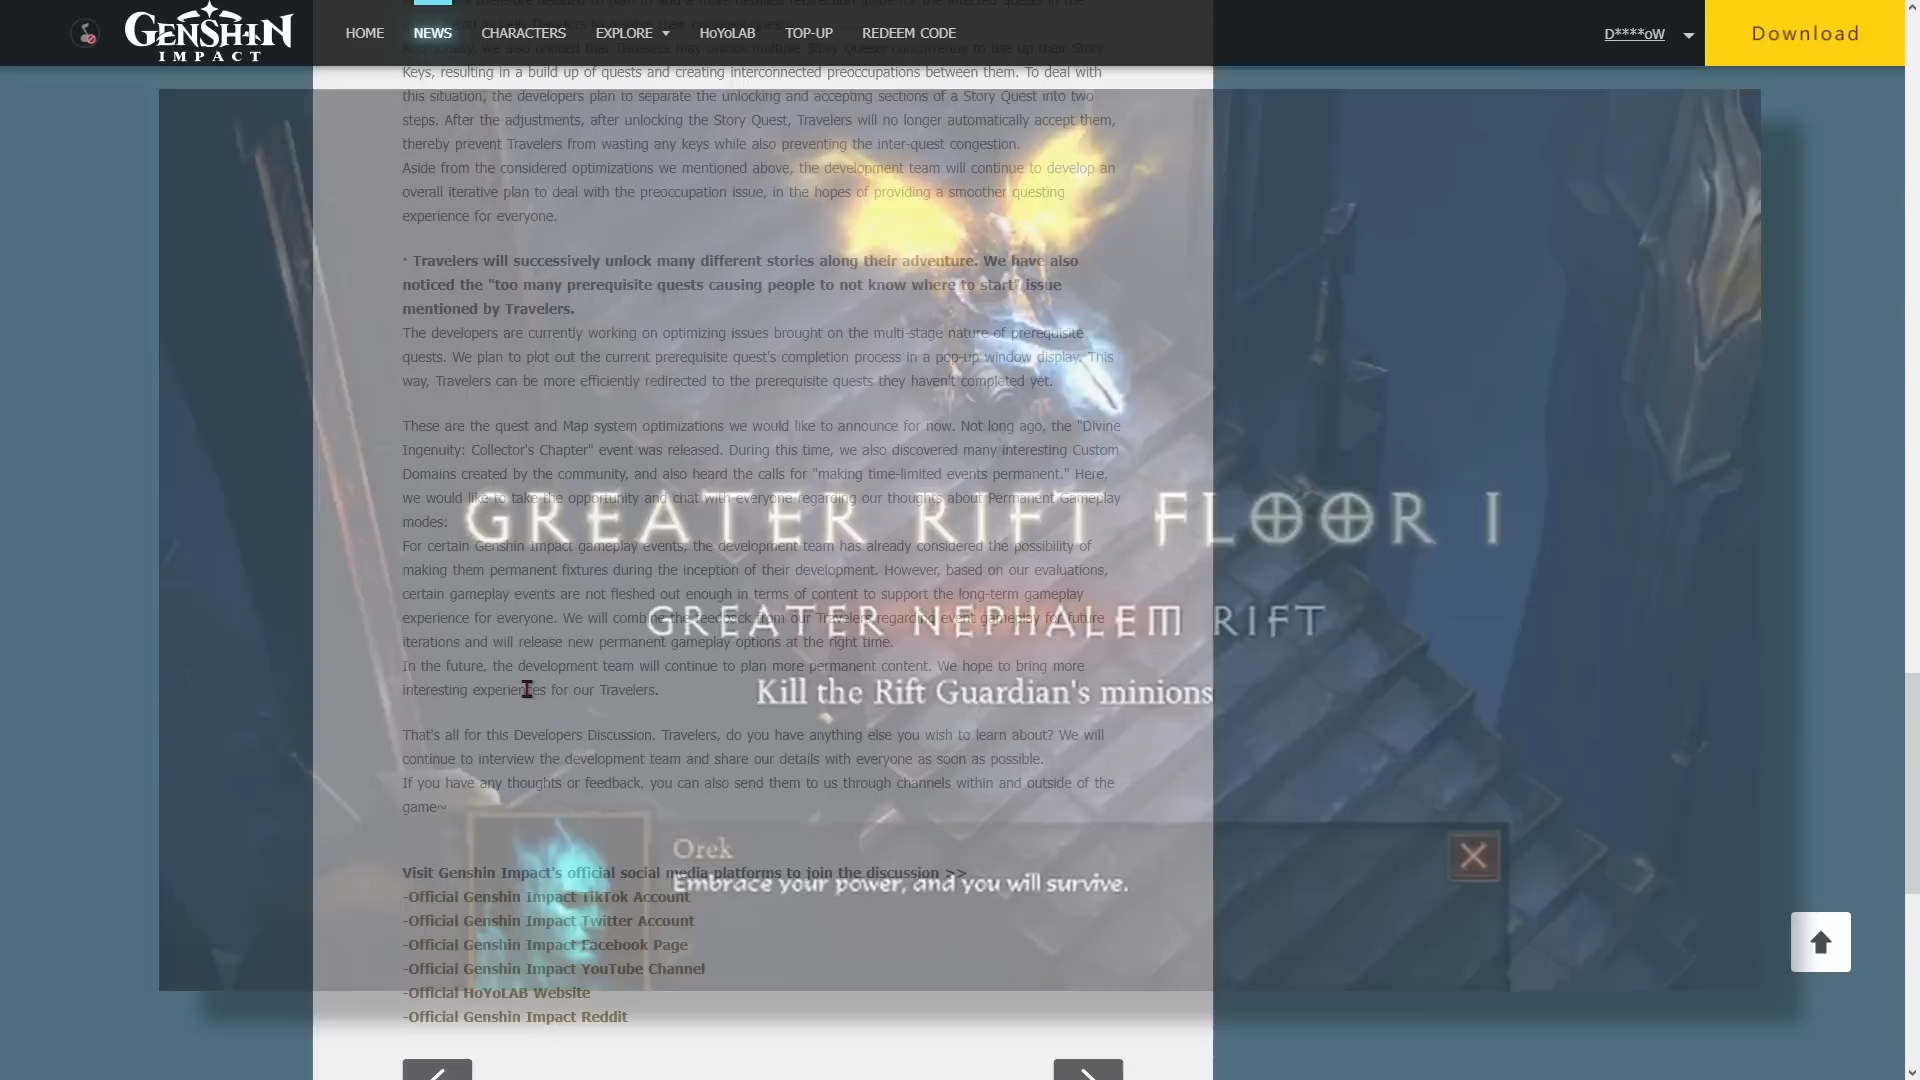 GENSHIN
IMPACT
HOME
NEWS
CHARACTERS
EXPLORE
HoYoLAB
TOP-UP
REDEEM CODE
D****oW
Download
Keys, resulting in a build up of quests and creating interconnected preoccupations between them. To deal with
this situation, the developers plan to separate the unlocking and accepting sections of a Story Quest into two
steps. After the adjustments, after unlocking the Story Quest, Travelers will no longer automatically accept them,
thereby prevent Travelers from wasting any keys while also preventing the inter-quest congestion.
Aside from the considered optimizations we mentioned above, the development team will continue to develop an
overall iterative plan to deal with the preoccupation issue, in the hopes of providing a smoother questing
experience for everyone.
· Travelers will successively unlock many different stories along their adventure. We have also
noticed the "too many prerequisite quests causing people to not know where to start" issue
mentioned by Travelers.
The developers are currently working on optimizing issues brought on the multi-stage nature of prerequisite
quests. We plan to plot out the current prerequisite quest's completion process in a pop-up window display. This
way, Travelers can be more efficiently redirected to the prerequisite quests they haven't completed yet.
These are the quest and Map system optimizations we would like to announce for now. Not long ago, the "Divine
Ingenuity: Collector's Chapter" event was released. During this time, we also discovered many interesting Custom
Domains created by the community, and also heard the calls for "making time-limited events permanent." Here,
we would like to take the opportunity and chat with everyone regarding our thoughts about Permanent Gameplay
modes:
GREATER RIFT FLOOR I
For certain Genshin Impact gameplay events, the development team has already considered the possibility of
making them permanent fixtures during the inception of their development. However, based on our evaluations,
certain gameplay events are not fleshed out enough in terms of content to support the long-term gameplay
experience for everyone. We will combine the feedback from our Travelers regarding event gameplay for future
GREATER NEPHALEM RIFT
iterations and will release new permanent gameplay options at the right time.
In the future, the development team will continue to plan more permanent content. We hope to bring more
interesting experiences for our Travelers.
Kill the Rift Guardian's minions
That's all for this Developers Discussion. Travelers, do you have anything else you wish to learn about? We will
continue to interview the development team and share our details with everyone as soon as possible.
If you have any thoughts or feedback, you can also send them to us through channels within and outside of the
game~
Orek
Visit Genshin Impact's official social media platforms to join the discussion >>
Embrace your power, and you will survive.
-Official Genshin Impact TikTok Account
-Official Genshin Impact Twitter Account
-Official Genshin Impact Facebook Page
-Official Genshin Impact YouTube Channel
-Official HoYoLAB Website
-Official Genshin Impact Reddit